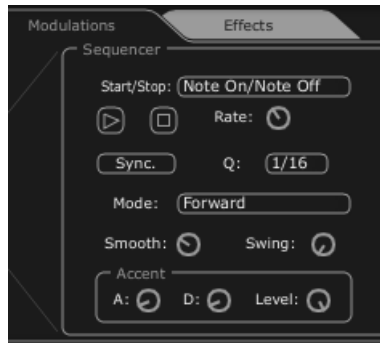 Modulations Effects
Sequencer
Start/Stop: Note On/Note Off
Rate:
Sync. Q: 1/16
Mode: Forward
Smooth: Swing:
Accent
A: D: Level: